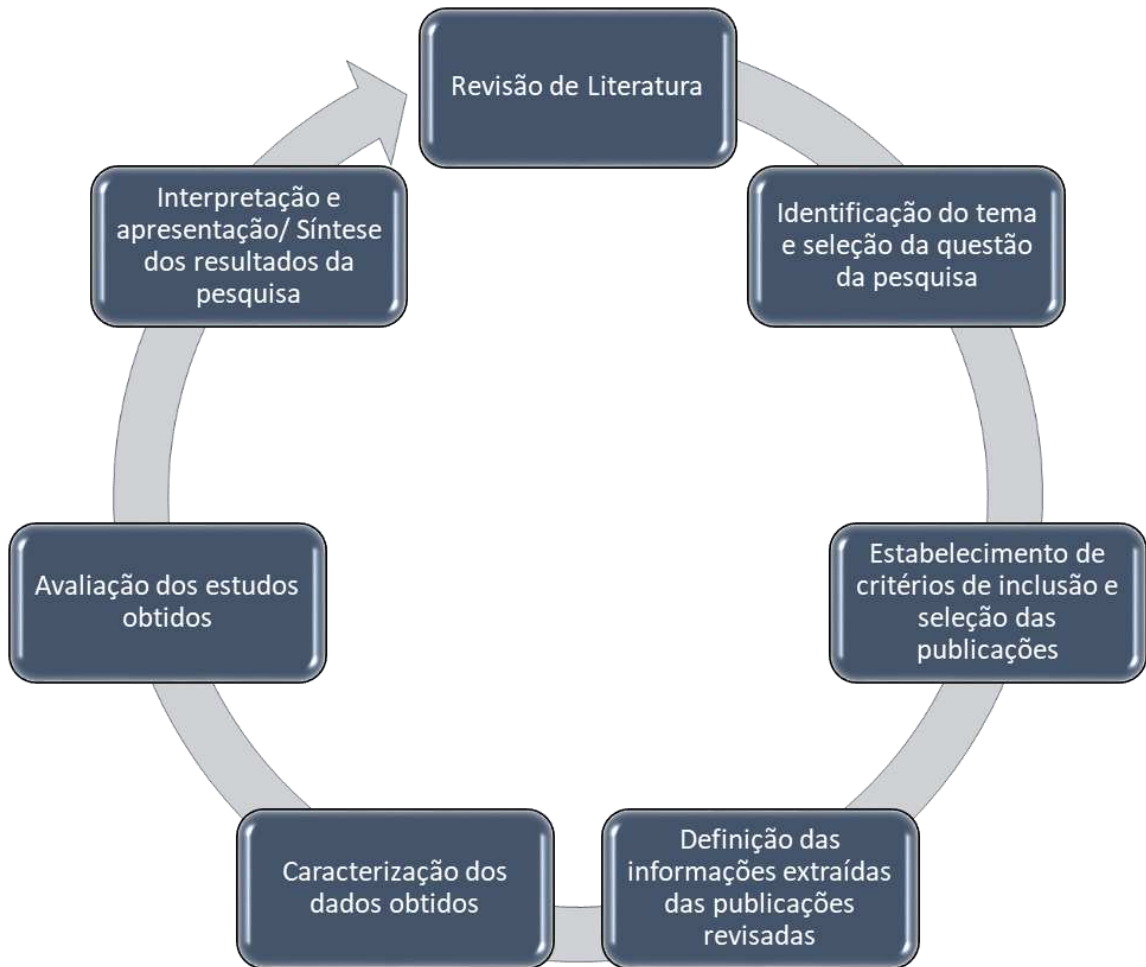 Revisão de Literatura
Identificação do tema
e seleção da questão
da pesquisa
Estabelecimento de
critérios de inclusão e
seleção das
publicações
Definição das
informações extraídas
das publicações
revisadas
Caracterização dos
dados obtidos
Avaliação dos estudos
obtidos
Interpretação e
apresentação/ Síntese
dos resultados da
pesquisa